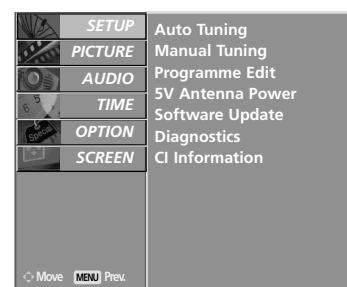 SETUP
PICTURE
AUDIO
TIME
OPTION
SCREEN
Auto Tuning
Manual Tuning
Programme Edit
5V Antenna Power
Software Update
Diagnostics
CI Information
Move MENU Prev.